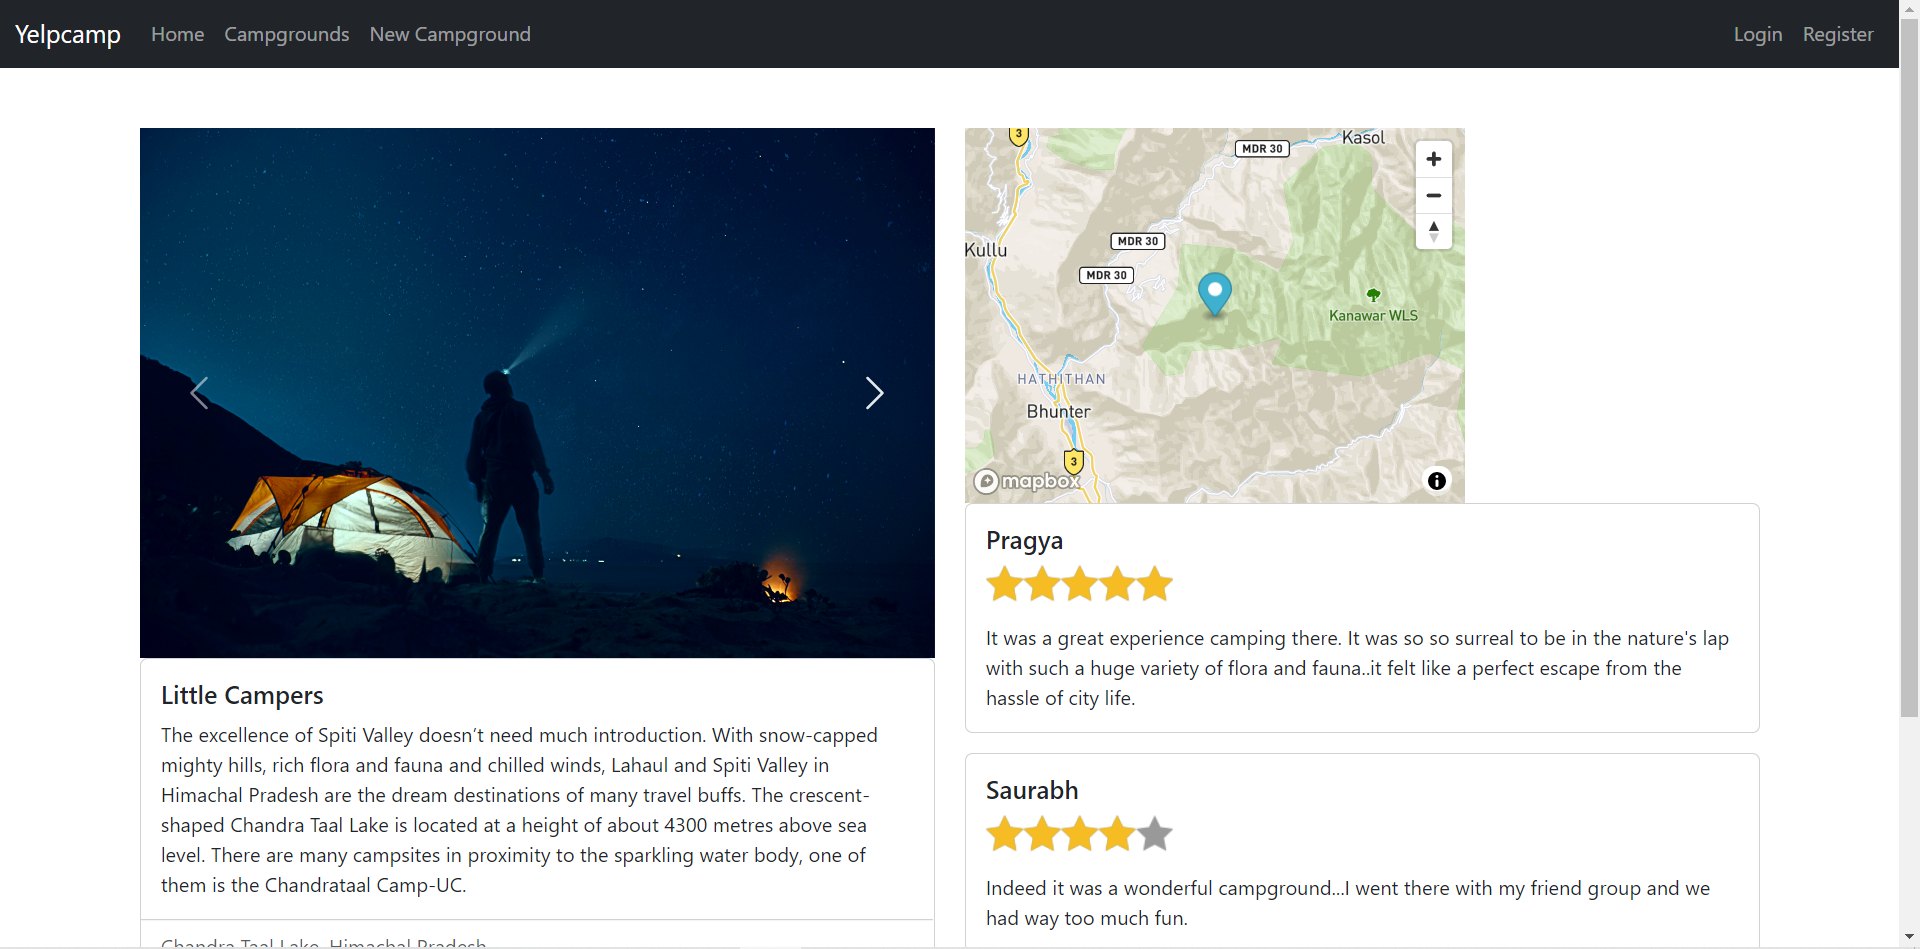 Yelpcamp Home Campgrounds New Campground Login Register
3
MDR 30
Kasol
MDR 30
Kullu
MDR 30
Kanawar WLS
HATHITHAN
Bhunter
3
mapbox
Little Campers
The excellence of Spiti Valley doesn’t need much introduction. With snow-capped
mighty hills, rich flora and fauna and chilled winds, Lahaul and Spiti Valley in
Himachal Pradesh are the dream destinations of many travel buffs. The crescent-
shaped Chandra Taal Lake is located at a height of about 4300 metres above sea
level. There are many campsites in proximity to the sparkling water body, one of
them is the Chandrataal Camp-UC.
Chandra Taal Lake, Himachal Pradesh
Pragya
It was a great experience camping there. It was so so surreal to be in the nature's lap
with such a huge variety of flora and fauna..it felt like a perfect escape from the
hassle of city life.
Saurabh
Indeed it was a wonderful campground...I went there with my friend group and we
had way too much fun.